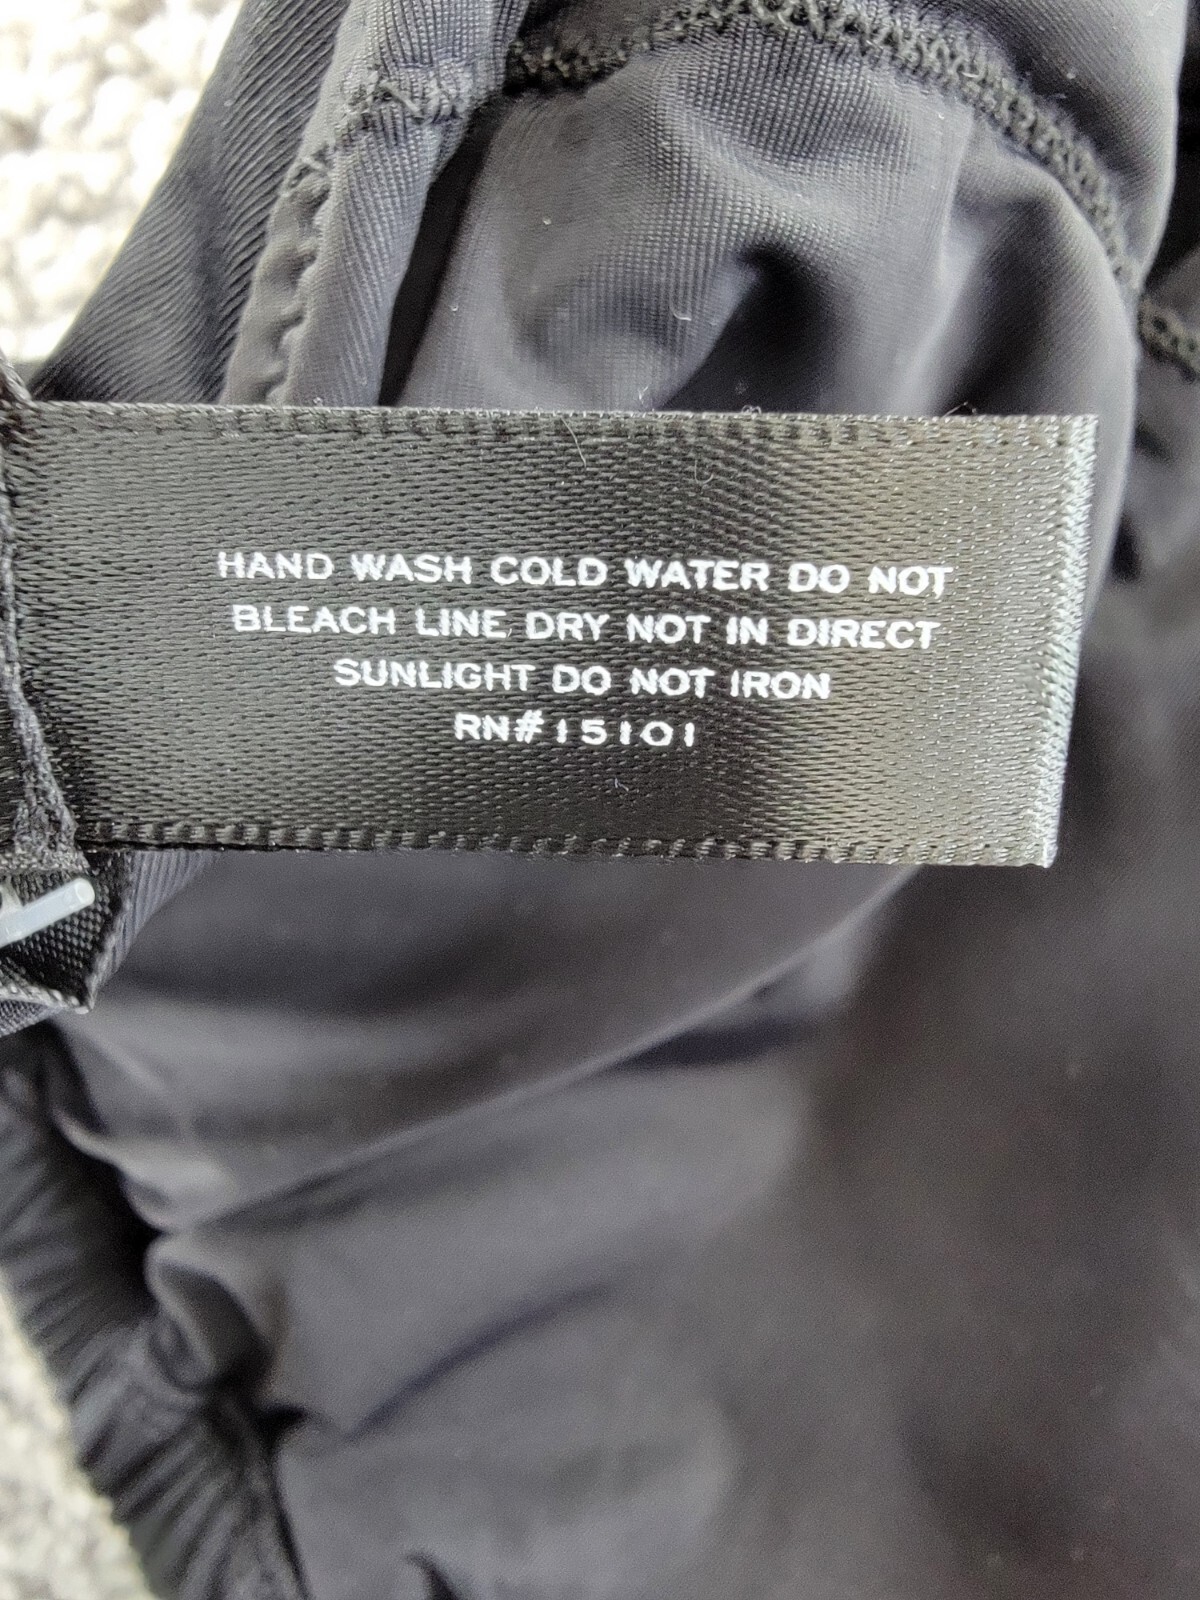 HAND WASH COLD WATER DO NOT
BLEACH LINE DRY NOT IN DIRECT
SUNLIGHT DO NOT IRON
RN#15101